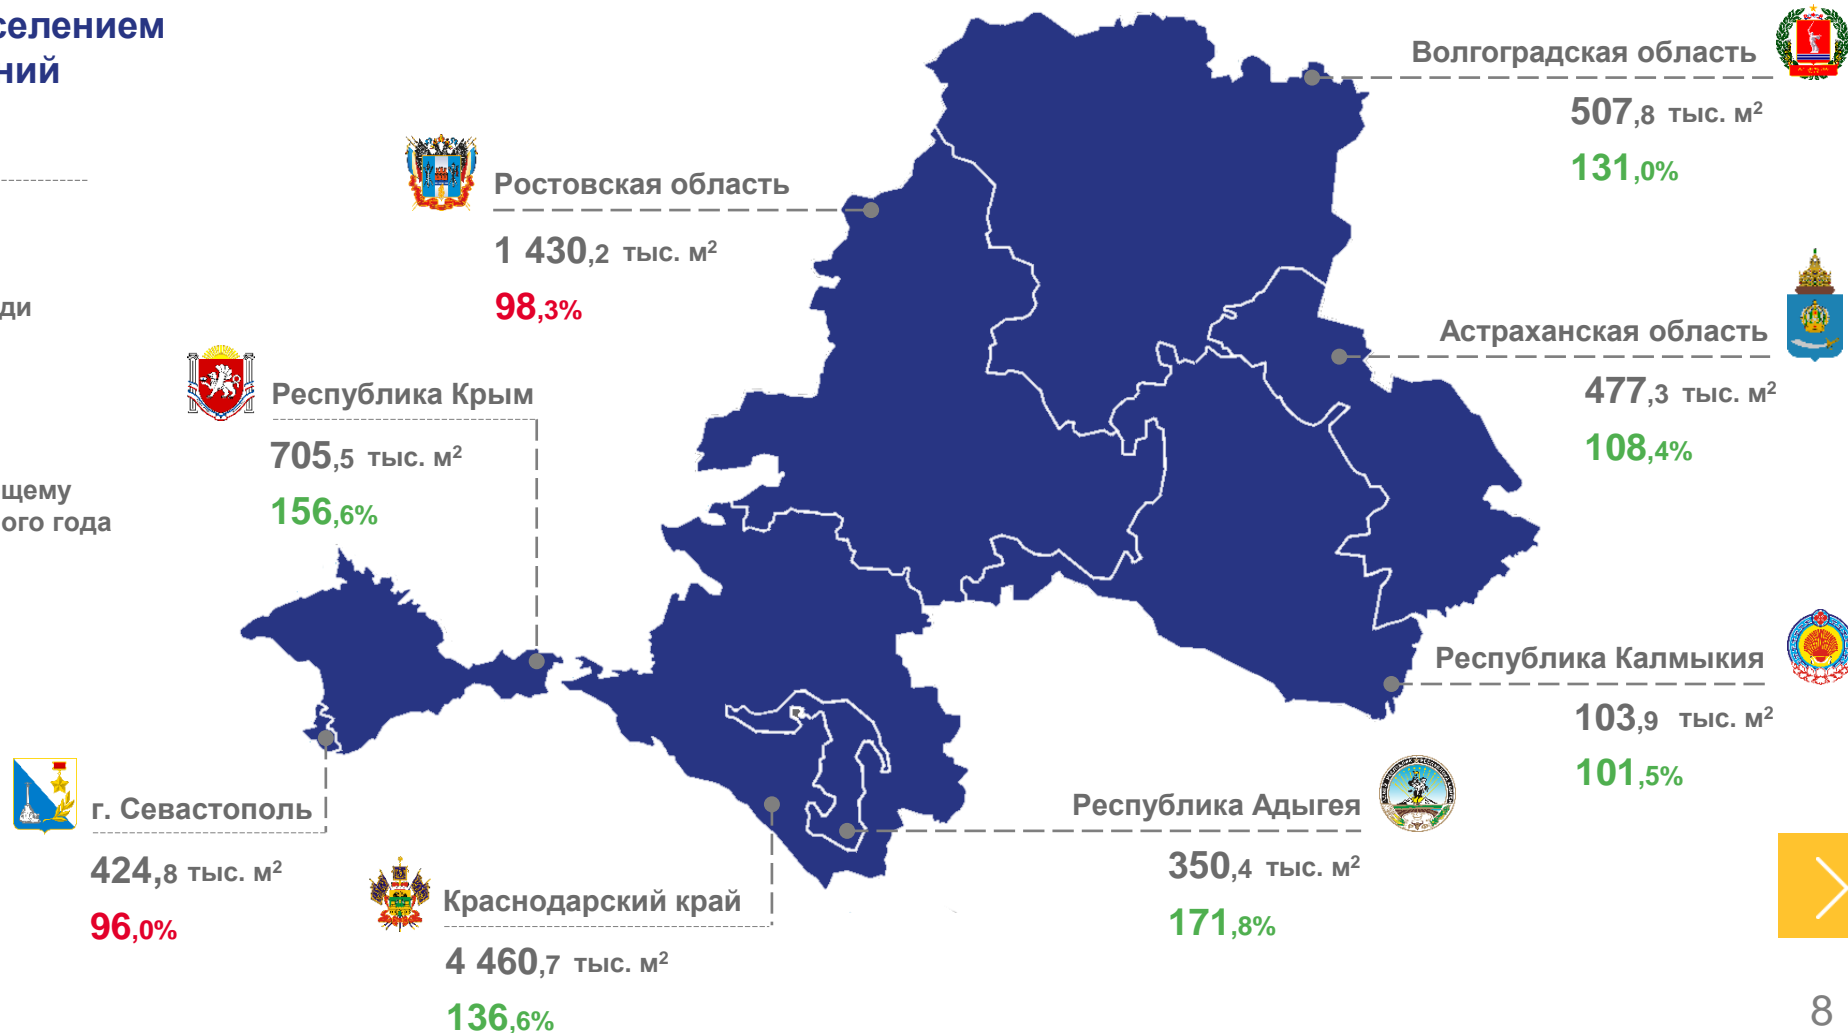 селением
ний
ди
щему
ого года
Волгоградская область
507,8 тыс. м²
131,0%
Ростовская область
1 430,2 тыс. м²
98,3%
Астраханская область
477,3 тыс. м²
108,4%
Республика Крым
705,5 тыс. м²
156,6%
Республика Калмыкия
103,9 тыс. м²
101,5%
Республика Адыгея
350,4 тыс. м²
171,8%
г. Севастополь
424,8 тыс. м²
96,0%
Краснодарский край
4 460,7 тыс. м²
136,6%
8